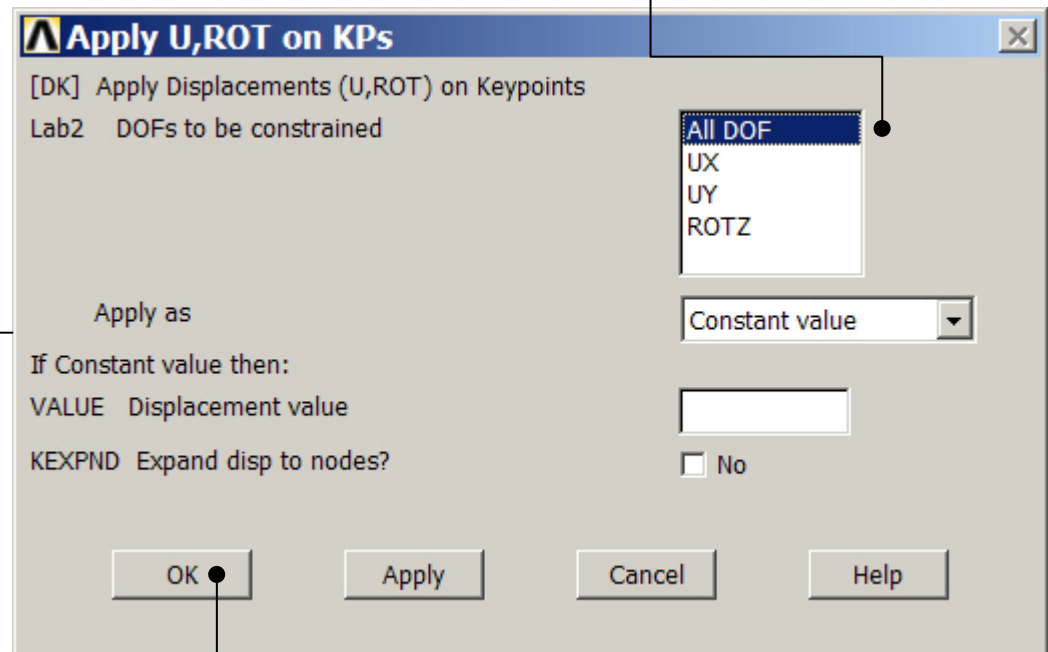 Apply U,ROT on KPs
[DK] Apply Displacements (U,ROT) on Keypoints
Lab2 DOFs to be constrained
All DOF
UX
UY
ROTZ
Apply as
Constant value
If Constant value then:
VALUE Displacement value
KEXPND Expand disp to nodes?
No
OK Apply Cancel Help